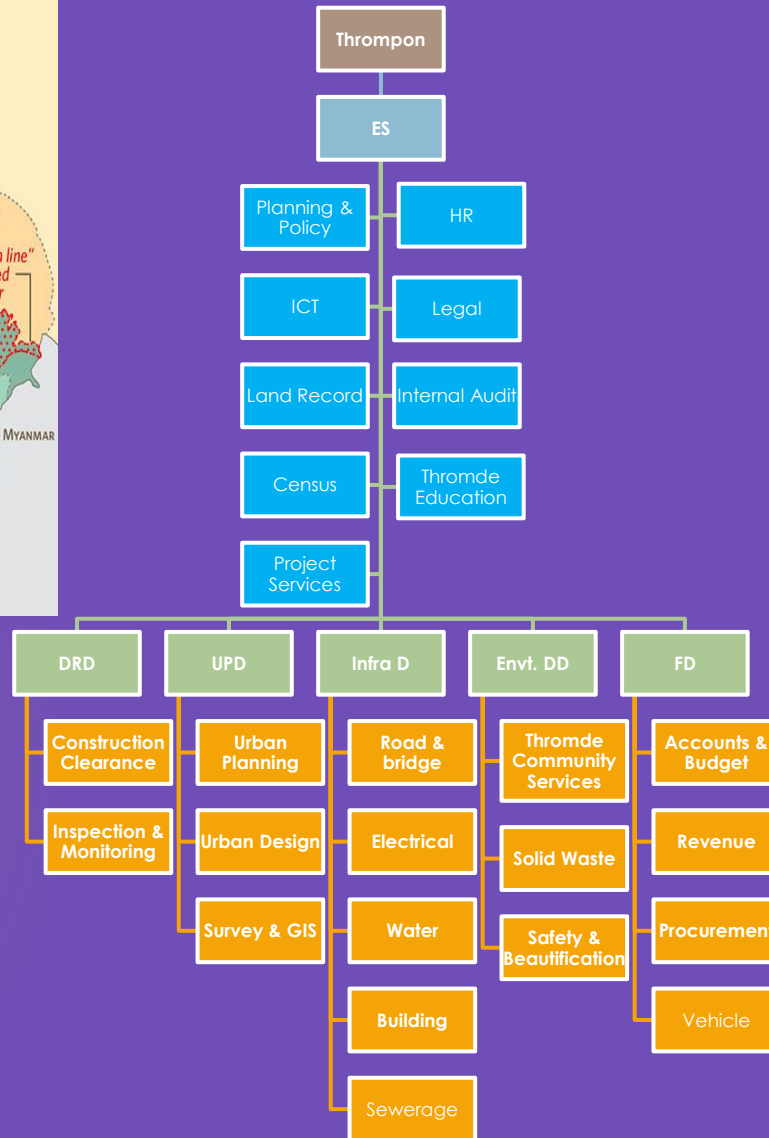 Thrompon
ES
Planning &
Policy
HR
ICT
Legal
Land Record
Internal Audit
Census
Thromde
Education
Project
Services
line"
MYANMAR
DRD
UPD
Infra D
Envt. DD
FD
Construction
Clearance
Inspection &
Monitoring
Urban
Planning
Urban Design
Survey & GIS
Road &
bridge
Electrical
Water
Building
Sewerage
Thromde
Community
Services
Solid Waste
Safety &
Beautification
Accounts &
Budget
Revenue
Procurement
Vehicle